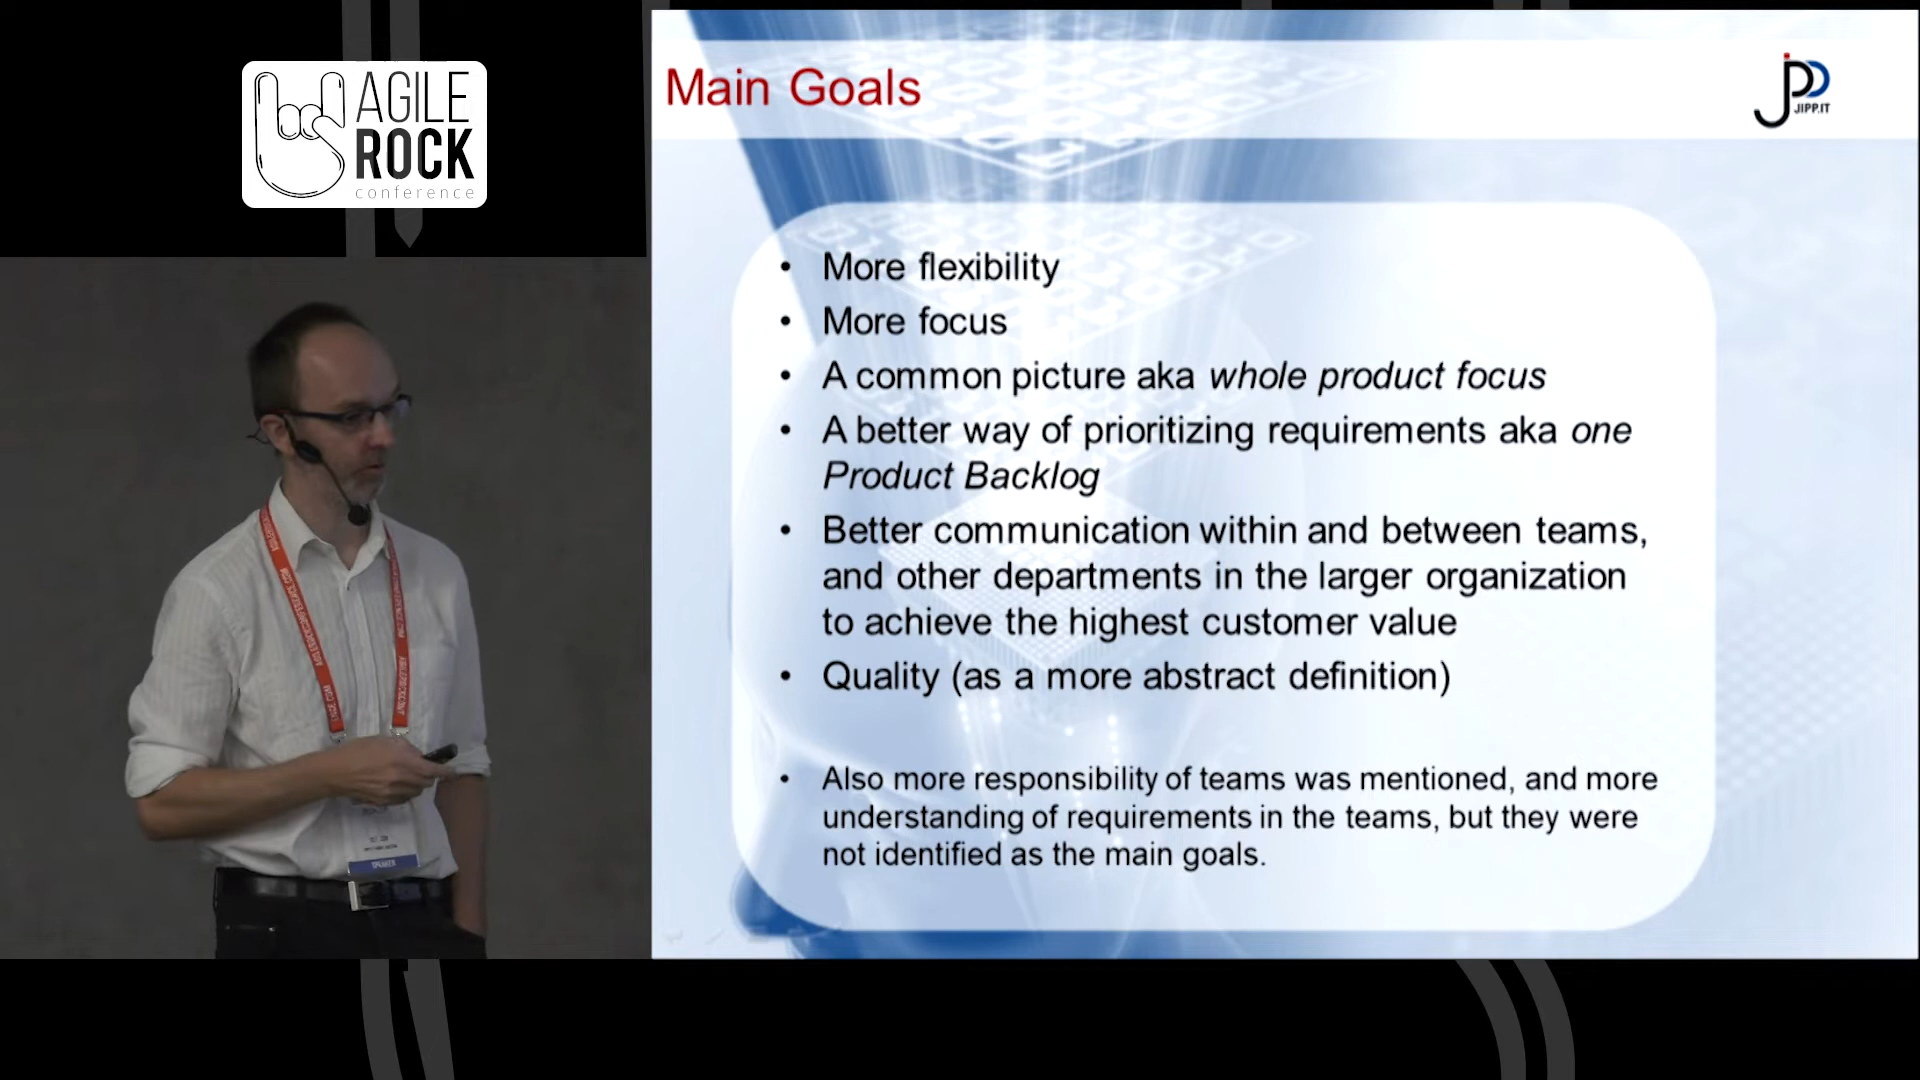 AGILE
ROCK
conference
Main Goals
JIPP.IT
• More flexibility
• More focus
• A common picture aka whole product focus
• A better way of prioritizing requirements aka one
Product Backlog
• Better communication within and between teams,
and other departments in the larger organization
to achieve the highest customer value
• Quality (as a more abstract definition)
• Also more responsibility of teams was mentioned, and more
understanding of requirements in the teams, but they were
not identified as the main goals.
SPEAKER